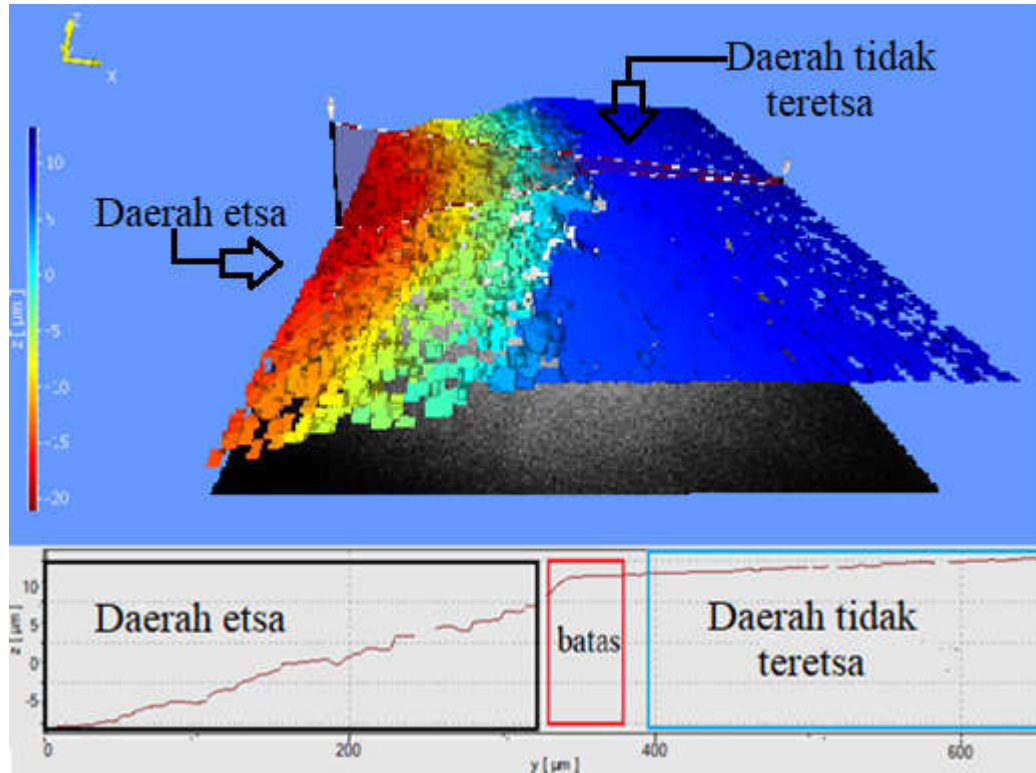 Z
X
Daerah tidak
teretsa
Daerah etsa
10
5
0
-5
-10
-15
-20
z [ µm ]
10
5
0
-5
z [ µm ]
Daerah etsa
batas
Daerah tidak
teretsa
0
200
400
600
y [ µm ]